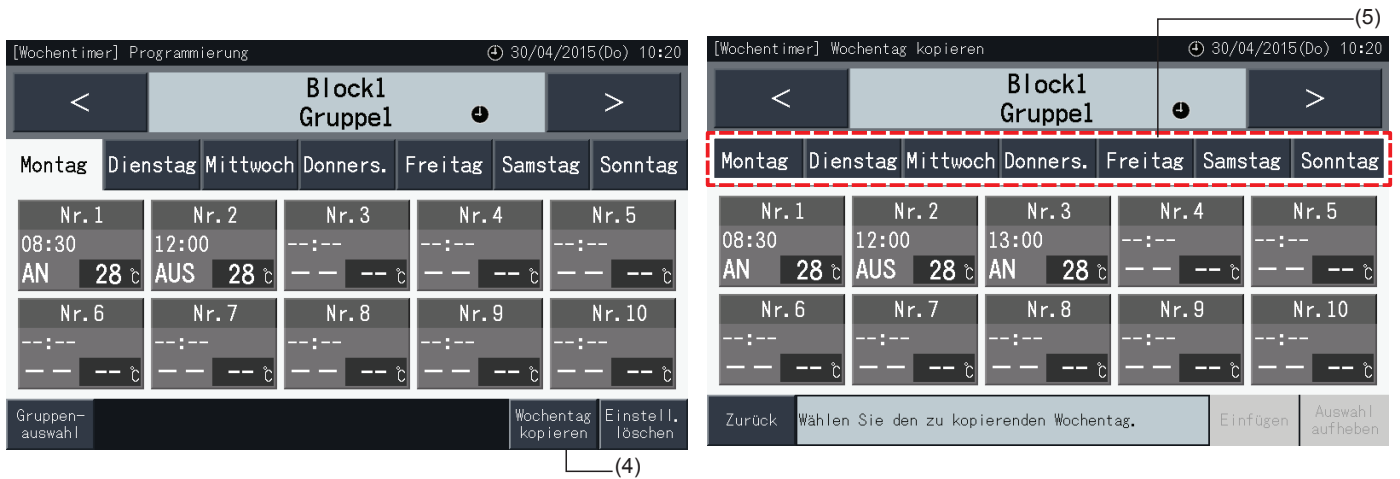 (5)
[Wochentimer] Programmierung 30/04/2015(Do) 10:20
< Block1 >
Gruppe1
Montag Dienstag Mittwoch Donners. Freitag Samstag Sonntag
Nr.1 Nr.2 Nr.3 Nr.4 Nr.5
08:30 12:00 --:-- --:-- --:--
AN 28 ℃ AUS 28 ℃ — — -- ℃ — — -- ℃ — — -- ℃
Nr.6 Nr.7 Nr.8 Nr.9 Nr.10
--:-- --:-- --:-- --:-- --:--
— — -- ℃ — — -- ℃ — — -- ℃ — — -- ℃ — — -- ℃
Gruppen-
auswahl
Wochentag
kopieren
Einstell.
löschen
(4)
[Wochentimer] Wochentag kopieren 30/04/2015(Do) 10:20
< Block1 >
Gruppe1
Montag Dienstag Mittwoch Donners. Freitag Samstag Sonntag
Nr.1 Nr.2 Nr.3 Nr.4 Nr.5
08:30 12:00 13:00 --:-- --:--
AN 28 ℃ AUS 28 ℃ AN 28 ℃ — — -- ℃ — — -- ℃
Nr.6 Nr.7 Nr.8 Nr.9 Nr.10
--:-- --:-- --:-- --:-- --:--
— — -- ℃ — — -- ℃ — — -- ℃ — — -- ℃ — — -- ℃
Zurück Wählen Sie den zu kopierenden Wochentag. Einfügen
Auswahl
aufheben